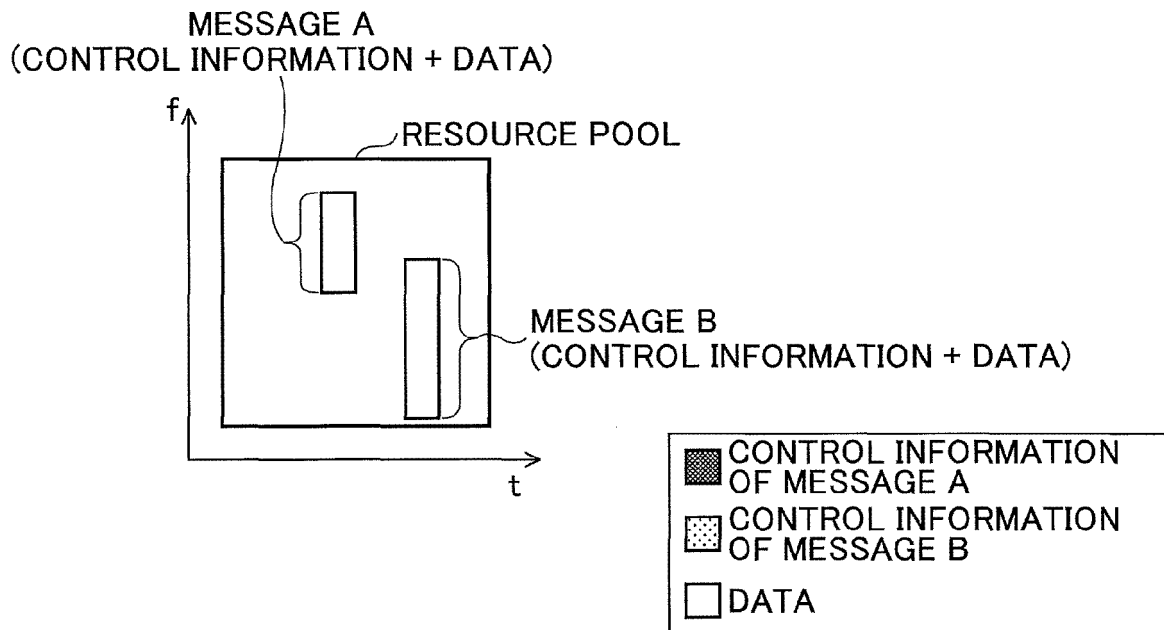 MESSAGE A
(CONTROL INFORMATION + DATA)
f
RESOURCE POOL
MESSAGE B
(CONTROL INFORMATION + DATA)
t
CONTROL INFORMATION
OF MESSAGE A
CONTROL INFORMATION
OF MESSAGE B
DATA